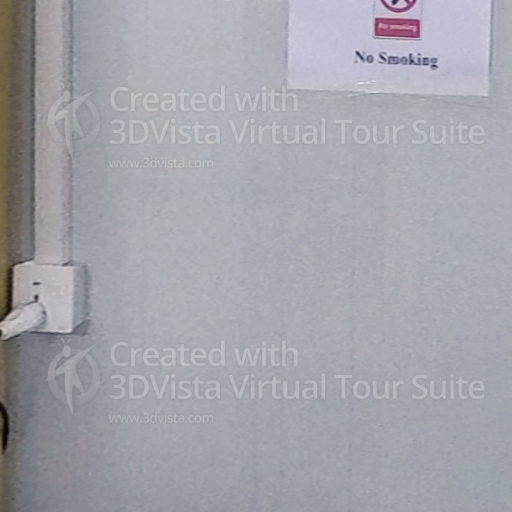 No smoking
No Smoking
Created with
3DVista Virtual Tour Suite
www.3dvista.com
Created with
3DVista Virtual Tour Suite
www.3dvista.com